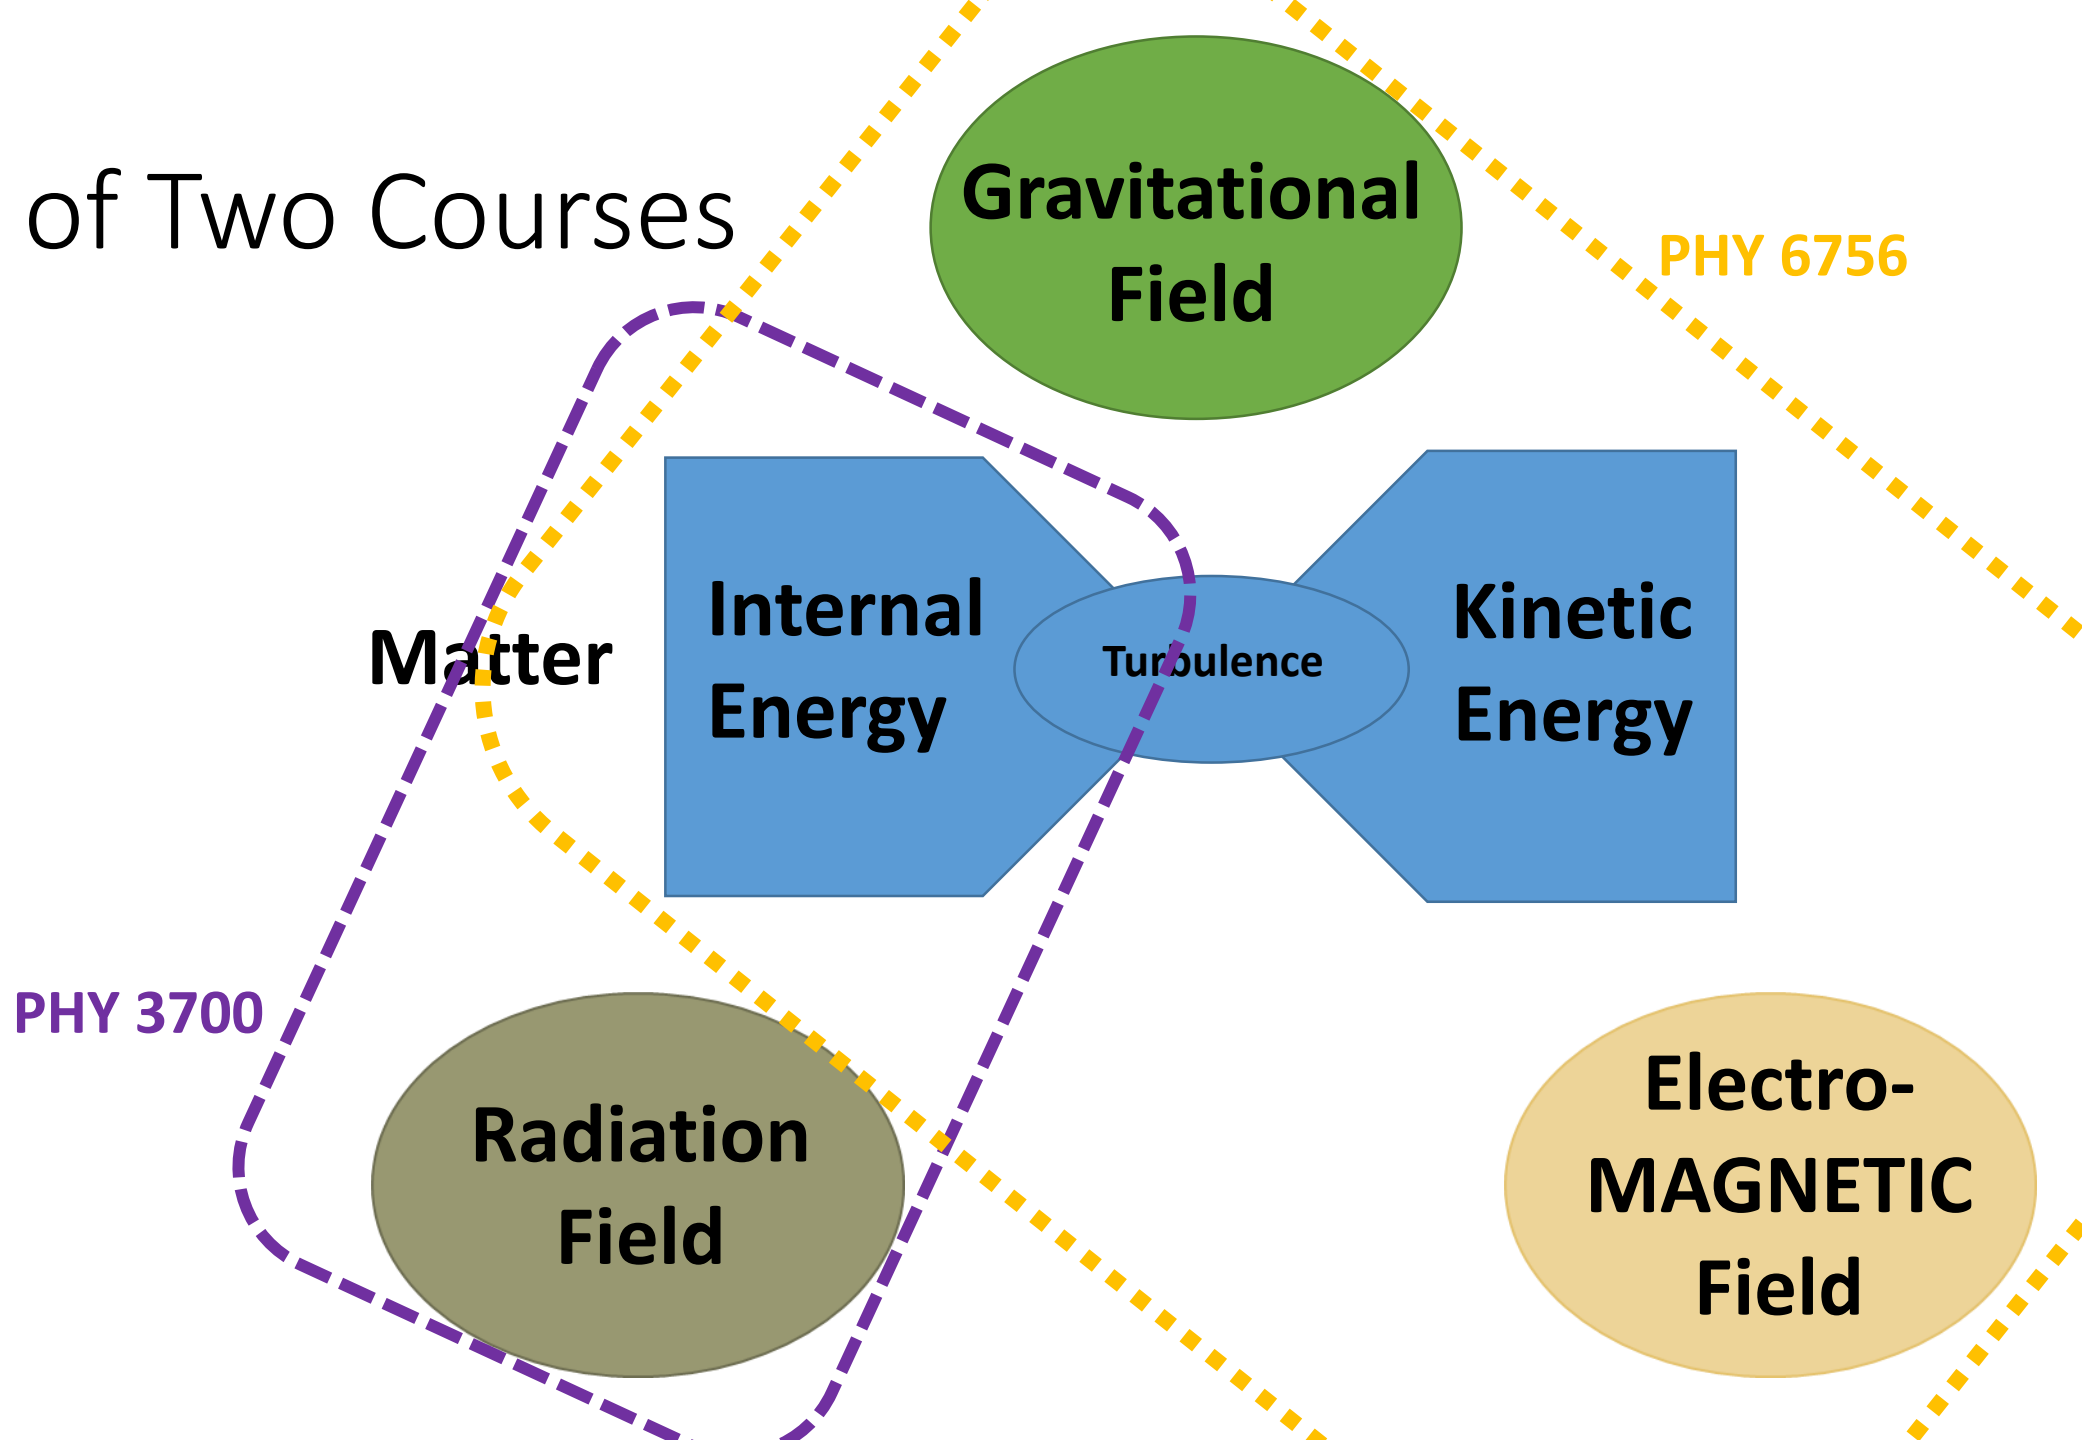 of Two Courses
Gravitational
Field
PHY 6756
Matter
Internal
Energy
Turbulence
Kinetic
Energy
PHY 3700
Radiation
Field
Electro-
MAGNETIC
Field